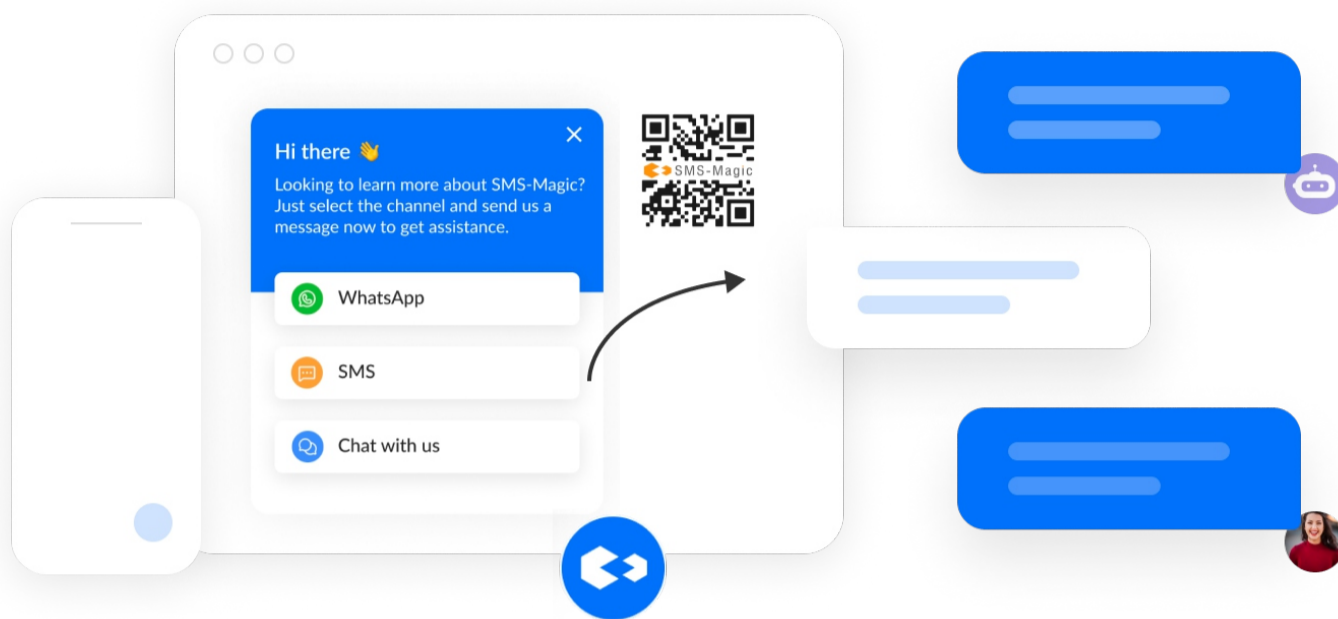 Hi there 👋
Looking to learn more about SMS-Magic?
Just select the channel and send us a
message now to get assistance.
SMS-Magic
WhatsApp
SMS
Chat with us